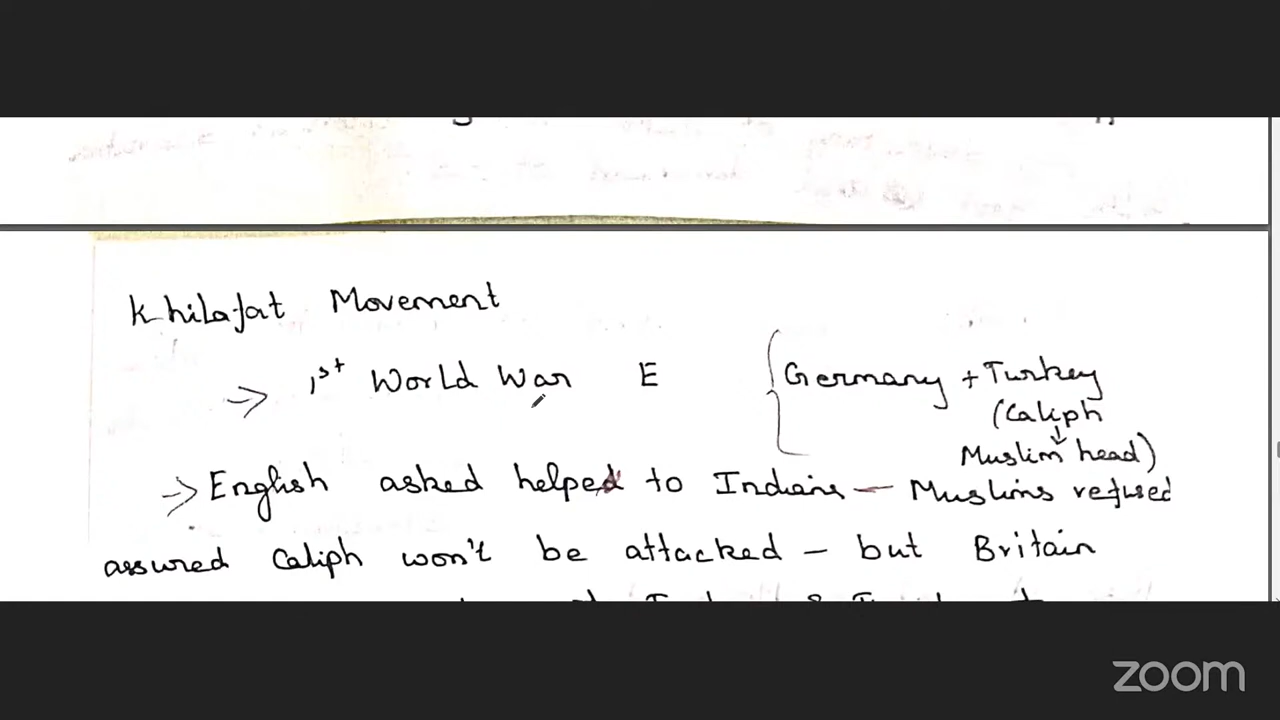 Khilafat Movement
→ 1st World War E { Germany + Turkey
(Caliph
↓
Muslim head)
→ English asked helped to Indians — Muslims refused
assured Caliph won't be attacked — but Britain
zoom